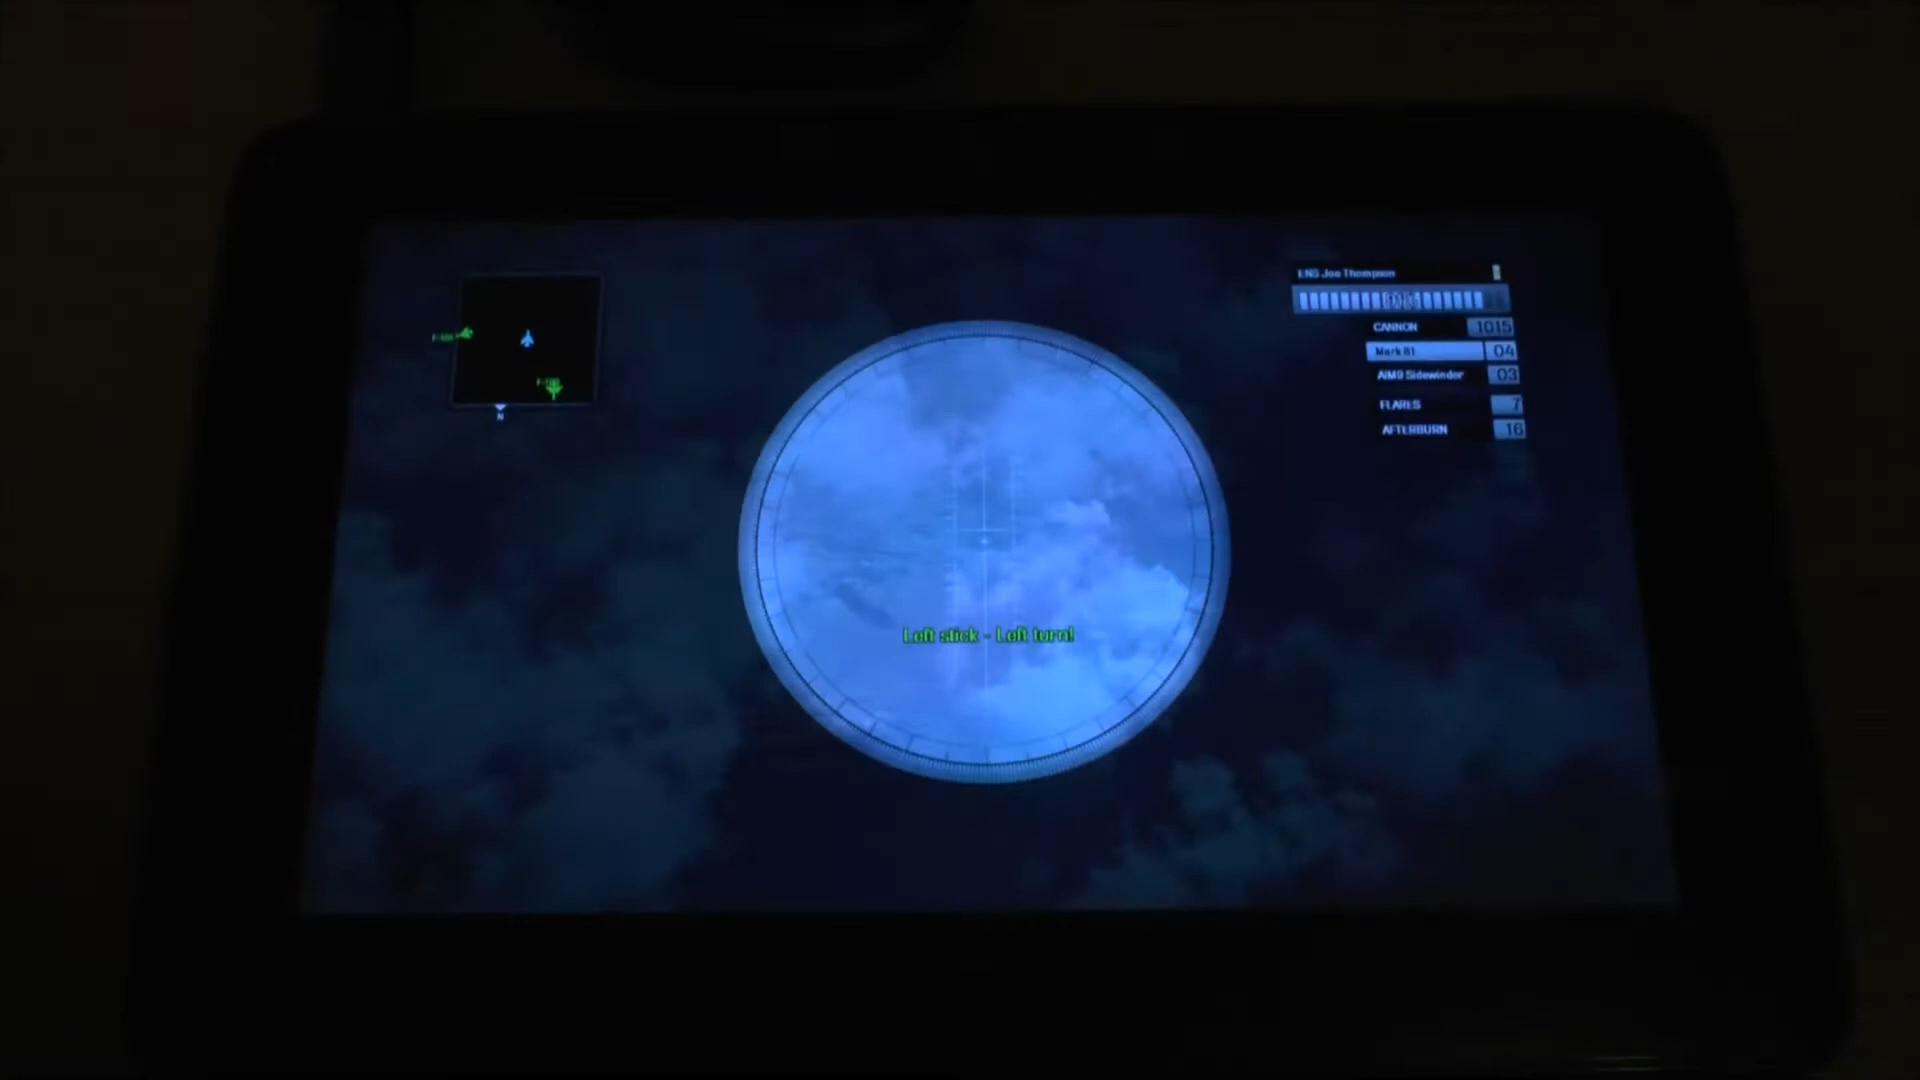 ENS Joe Thompson
CANNON 1015
Mark 81 04
AIM9 Sidewinder 03
FLARES 7
AFTERBURN 16
N
Left stick - Left turn!